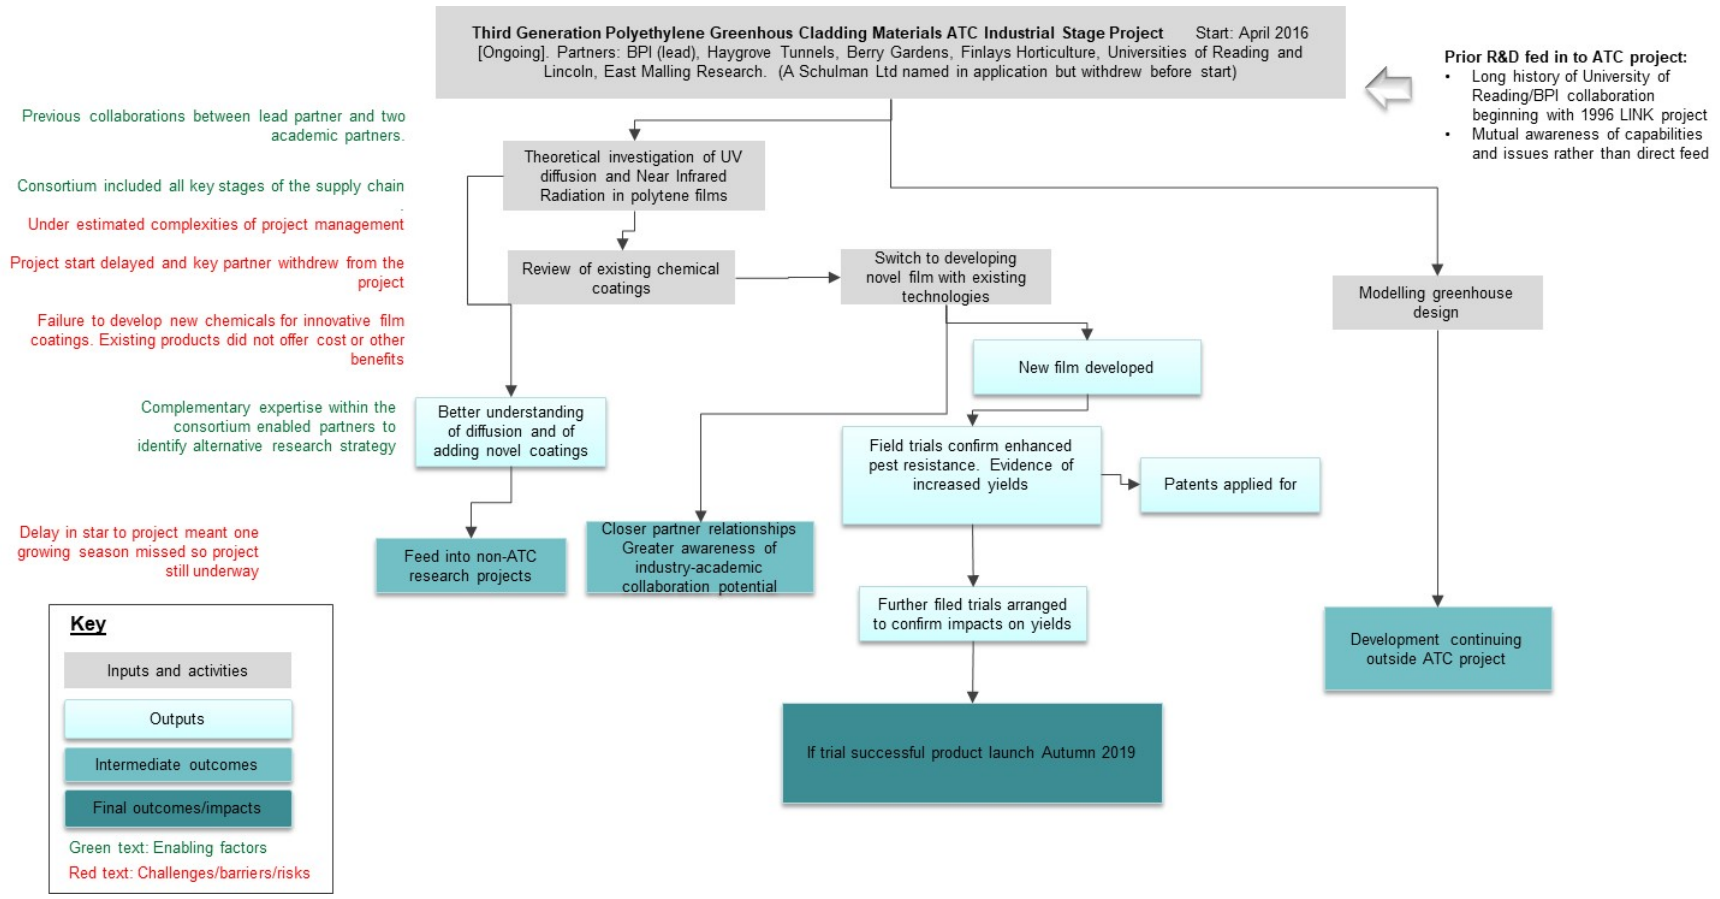 Third Generation Polyethylene Greenhous Cladding Materials ATC Industrial Stage Project Start: April 2016
[Ongoing]. Partners: BPI (lead), Haygrove Tunnels, Berry Gardens, Finlays Horticulture, Universities of Reading and
Lincoln, East Malling Research. (A Schulman Ltd named in application but withdrew before start)
Prior R&D fed in to ATC project:
• Long history of University of
Reading/BPI collaboration
beginning with 1996 LINK project
• Mutual awareness of capabilities
and issues rather than direct feed
Previous collaborations between lead partner and two
academic partners.
Consortium included all key stages of the supply chain
.
Under estimated complexities of project management
Project start delayed and key partner withdrew from the
project
Failure to develop new chemicals for innovative film
coatings. Existing products did not offer cost or other
benefits
Complementary expertise within the
consortium enabled partners to
identify alternative research strategy
Delay in star to project meant one
growing season missed so project
still underway
Theoretical investigation of UV
diffusion and Near Infrared
Radiation in polytene films
Review of existing chemical
coatings
Switch to developing
novel film with existing
technologies
Modelling greenhouse
design
New film developed
Better understanding
of diffusion and of
adding novel coatings
Field trials confirm enhanced
pest resistance. Evidence of
increased yields
Patents applied for
Feed into non-ATC
research projects
Closer partner relationships
Greater awareness of
industry-academic
collaboration potential
Further filed trials arranged
to confirm impacts on yields
Development continuing
outside ATC project
If trial successful product launch Autumn 2019
Key
Inputs and activities
Outputs
Intermediate outcomes
Final outcomes/impacts
Green text: Enabling factors
Red text: Challenges/barriers/risks